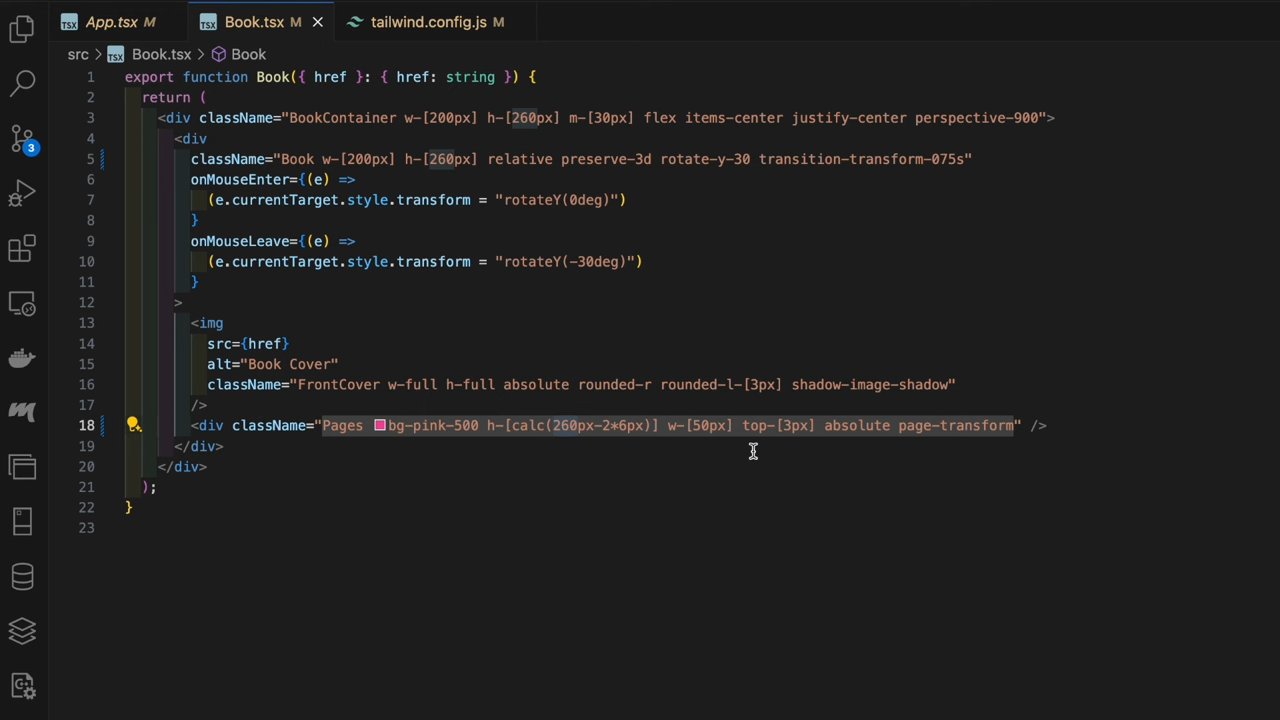 TSX App.tsx M TSX Book.tsx M × tailwind.config.js M
src > TSX Book.tsx > Book
1 export function Book({ href }: { href: string }) {
2 return (
3 <div className="BookContainer w-[200px] h-[260px] m-[30px] flex items-center justify-center perspective-900">
4 <div
5 className="Book w-[200px] h-[260px] relative preserve-3d rotate-y-30 transition-transform-075s"
6 onMouseEnter={(e) =>
7 (e.currentTarget.style.transform = "rotateY(0deg)")
8 }
9 onMouseLeave={(e) =>
10 (e.currentTarget.style.transform = "rotateY(-30deg)")
11 }
12 >
13 <img
14 src={href}
15 alt="Book Cover"
16 className="FrontCover w-full h-full absolute rounded-r rounded-l-[3px] shadow-image-shadow"
17 />
18 <div className="Pages bg-pink-500 h-[calc(260px-2*6px)] w-[50px] top-[3px] absolute page-transform" />
19 </div>
20 </div>
21 );
22 }
23
3